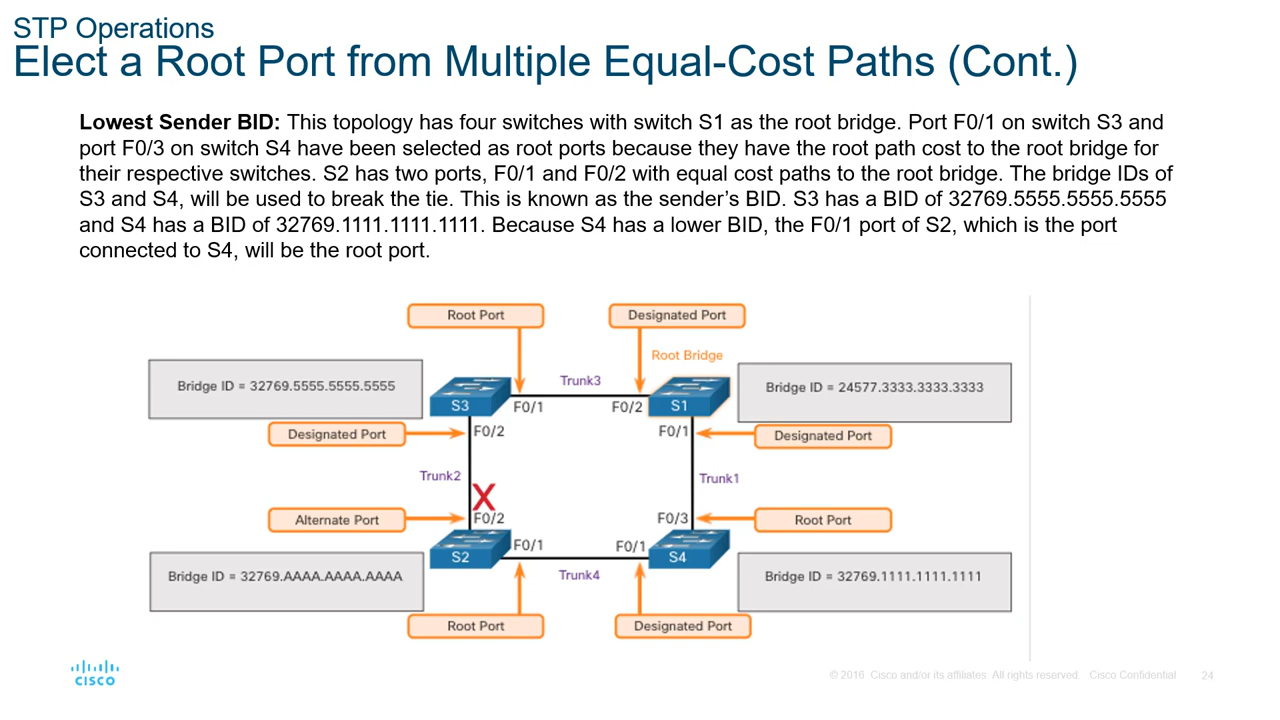 STP Operations
Elect a Root Port from Multiple Equal-Cost Paths (Cont.)
Lowest Sender BID: This topology has four switches with switch S1 as the root bridge. Port F0/1 on switch S3 and
port F0/3 on switch S4 have been selected as root ports because they have the root path cost to the root bridge for
their respective switches. S2 has two ports, F0/1 and F0/2 with equal cost paths to the root bridge. The bridge IDs of
S3 and S4, will be used to break the tie. This is known as the sender’s BID. S3 has a BID of 32769.5555.5555.5555
and S4 has a BID of 32769.1111.1111.1111. Because S4 has a lower BID, the F0/1 port of S2, which is the port
connected to S4, will be the root port.
Root Port
Designated Port
Root Bridge
Bridge ID = 32769.5555.5555.5555
Trunk3
Bridge ID = 24577.3333.3333.3333
S3
F0/1
F0/2
S1
Designated Port
F0/2
F0/1
Designated Port
Trunk2
Trunk1
X
Alternate Port
F0/2
F0/3
Root Port
S2
F0/1
F0/1
S4
Bridge ID = 32769.AAAA.AAAA.AAAA
Trunk4
Bridge ID = 32769.1111.1111.1111
Root Port
Designated Port
CISCO
© 2016 Cisco and/or its affiliates. All rights reserved. Cisco Confidential
24